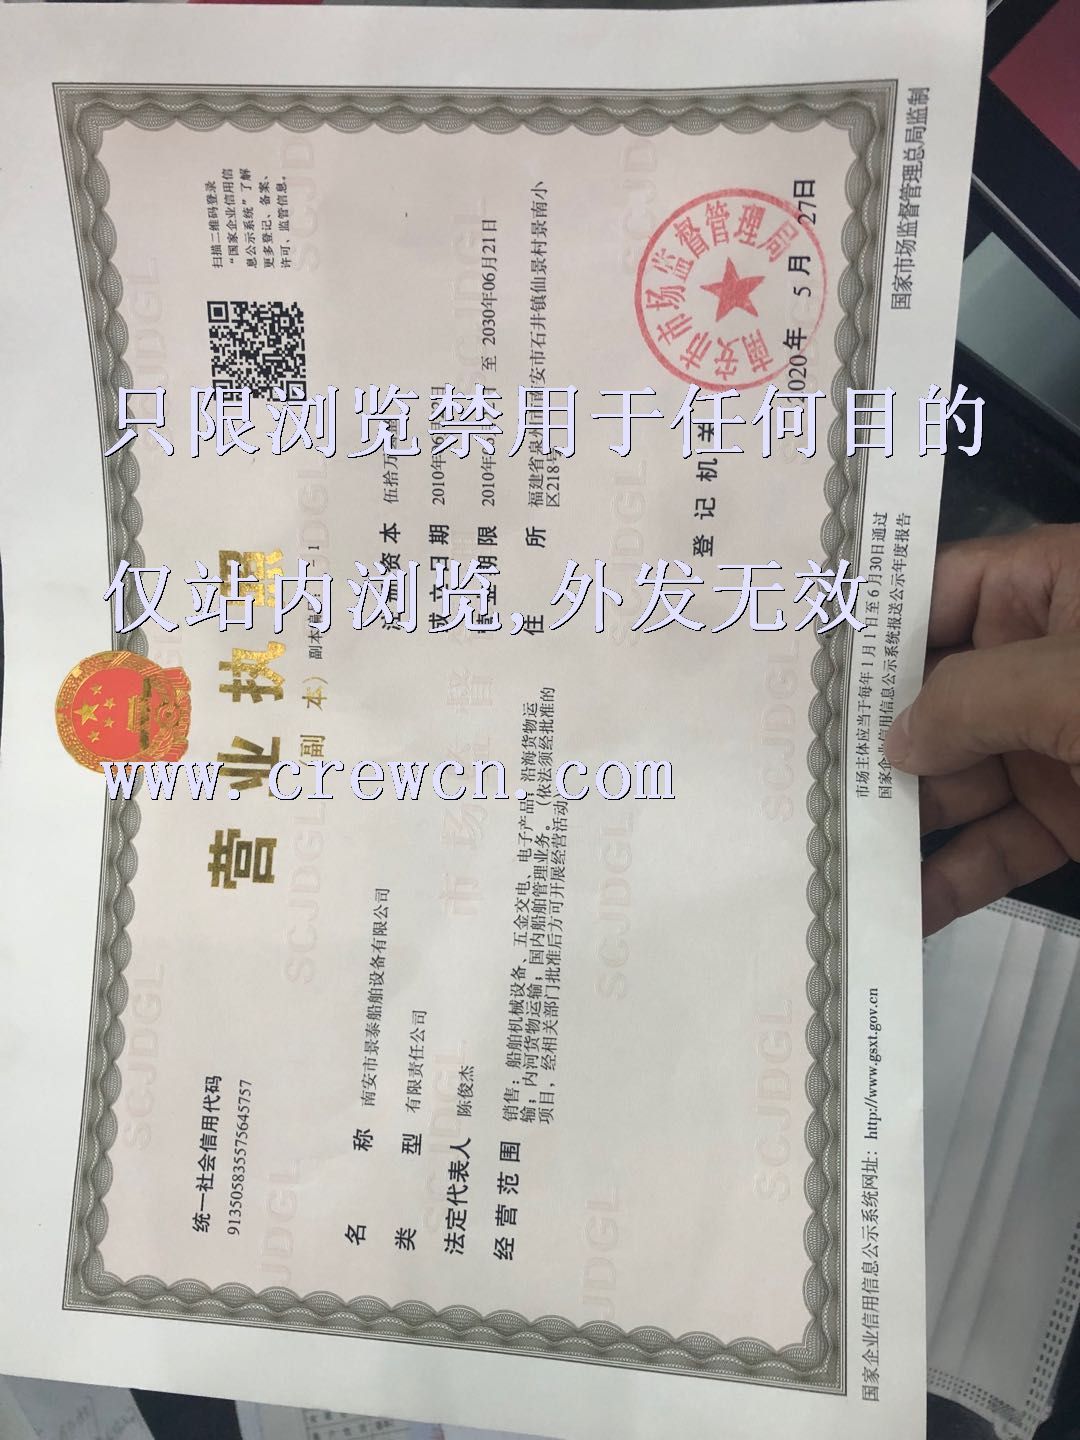 统一社会信用代码
91350583557564575７
营业执照
（副 本）
扫描二维码登录
“国家企业信用信
息公示系统”了解
更多登记、备案、
许可、监管信息。
名 称 南安市景泰船舶设备有限公司
类 型 有限责任公司
法定代表人 陈俊杰
经营范围 销售：船舶机械设备、五金交电、电子产品；沿海货物运
输；内河货物运输；国内船舶管理业务。（依法须经批准的
项目，经相关部门批准后方可开展经营活动）
资本 伍拾万
成立日期 2010年
营业期限 2010年 至 2030年06月21日
住 所 福建省泉州市南安市石井镇仙景村景南小
区218号
登记机关
南安市市场监督管理局
2020年 5 月 27日
市场主体应当于每年1月1日至6月30日通过
国家企业信用信息公示系统报送公示年度报告
国家企业信用信息公示系统网址：http://www.gsxt.gov.cn
国家市场监督管理总局监制
只限浏览禁用于任何目的
仅站内浏览,外发无效
www.crewcn.com